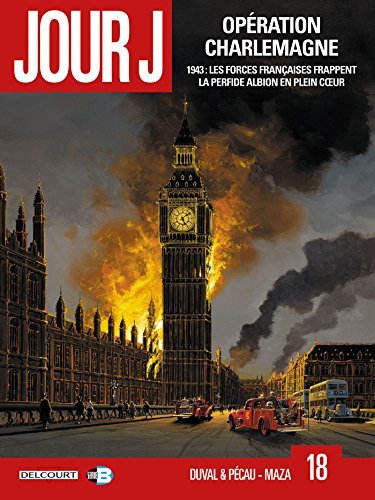 JOUR J
OPÉRATION
CHARLEMAGNE
1943 : LES FORCES FRANÇAISES FRAPPENT
LA PERFIDE ALBION EN PLEIN CŒUR
DELCOURT
SÉRIE B
DUVAL & PÉCAU - MAZA
18